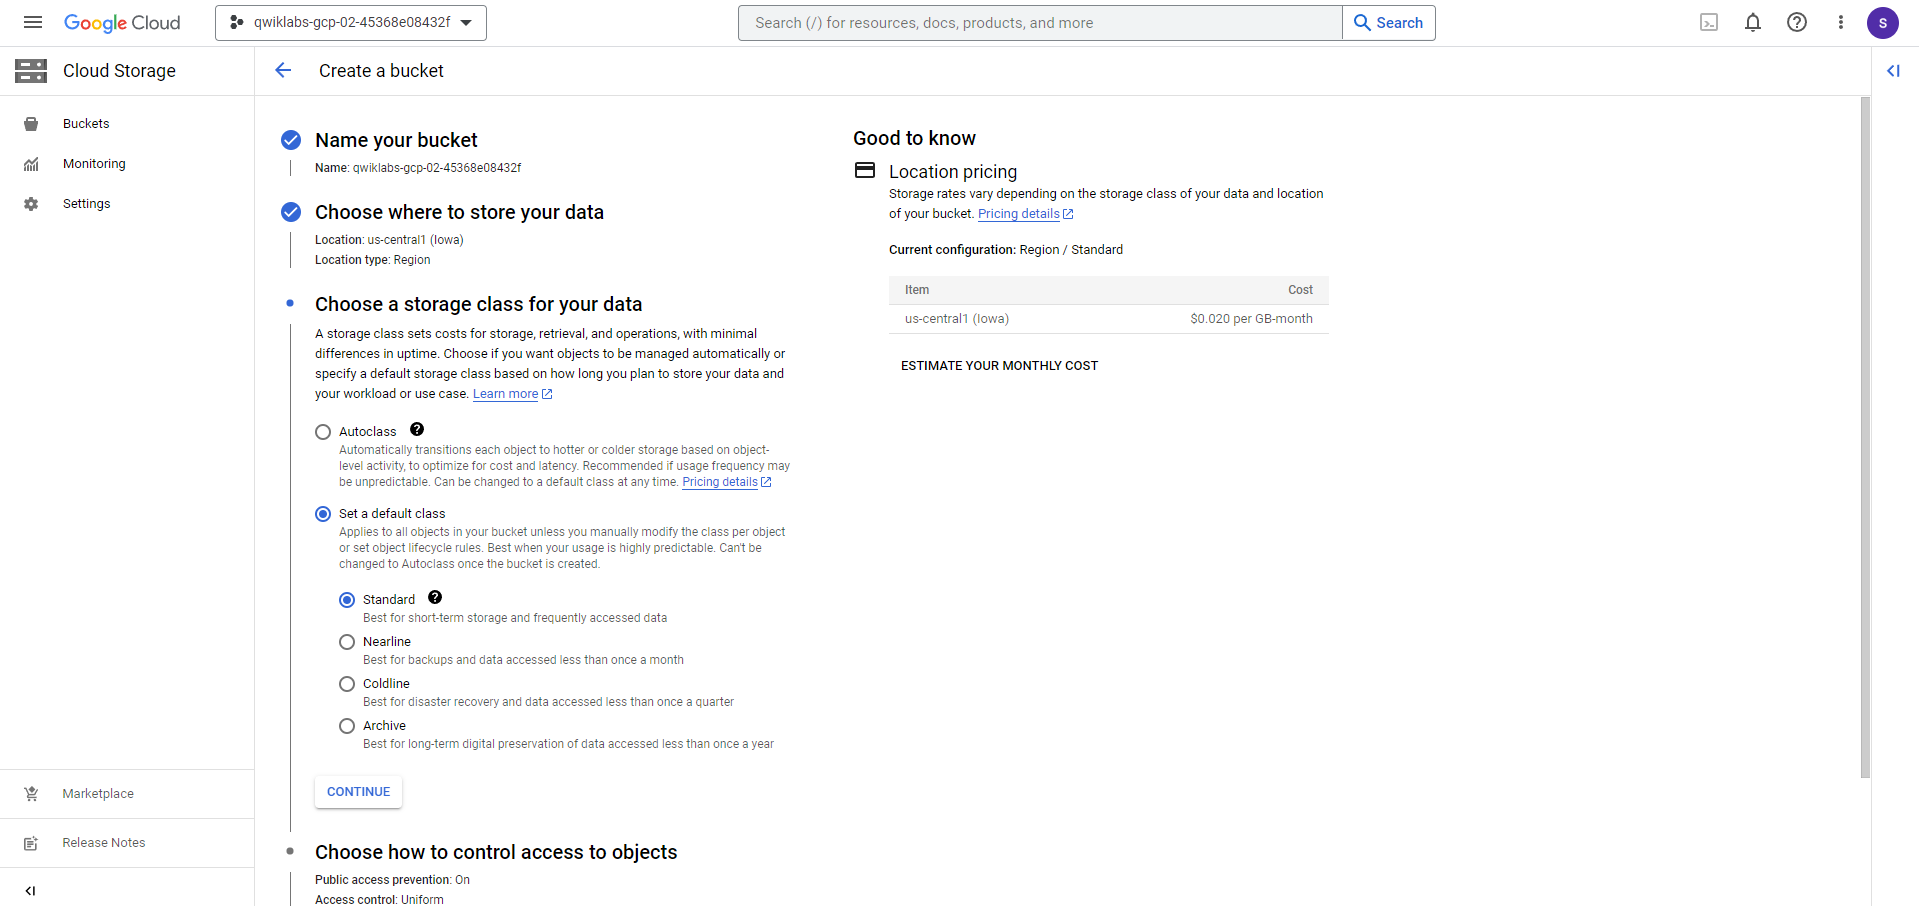 Google Cloud
qwiklabs-gcp-02-45368e08432f
Search (/) for resources, docs, products, and more
Search
S
Cloud Storage
Create a bucket
Buckets
Monitoring
Settings
Name your bucket
Name: qwiklabs-gcp-02-45368e08432f
Choose where to store your data
Location: us-central1 (Iowa)
Location type: Region
Choose a storage class for your data
A storage class sets costs for storage, retrieval, and operations, with minimal
differences in uptime. Choose if you want objects to be managed automatically or
specify a default storage class based on how long you plan to store your data and
your workload or use case. Learn more
Autoclass
Automatically transitions each object to hotter or colder storage based on object-
level activity, to optimize for cost and latency. Recommended if usage frequency may
be unpredictable. Can be changed to a default class at any time. Pricing details
Set a default class
Applies to all objects in your bucket unless you manually modify the class per object
or set object lifecycle rules. Best when your usage is highly predictable. Can't be
changed to Autoclass once the bucket is created.
Standard
Best for short-term storage and frequently accessed data
Nearline
Best for backups and data accessed less than once a month
Coldline
Best for disaster recovery and data accessed less than once a quarter
Archive
Best for long-term digital preservation of data accessed less than once a year
CONTINUE
Choose how to control access to objects
Public access prevention: On
Access control: Uniform
Good to know
Location pricing
Storage rates vary depending on the storage class of your data and location
of your bucket. Pricing details
Current configuration: Region / Standard
Item Cost
us-central1 (Iowa) $0.020 per GB-month
ESTIMATE YOUR MONTHLY COST
Marketplace
Release Notes